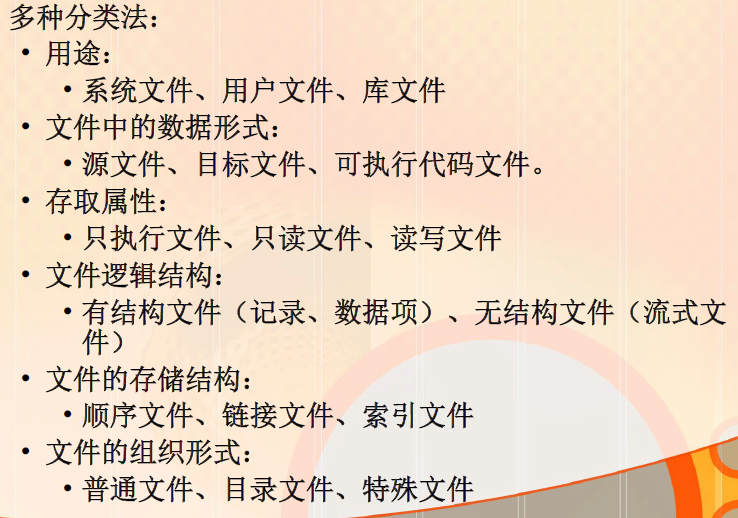 多种分类法：
• 用途：
• 系统文件、用户文件、库文件
• 文件中的数据形式：
• 源文件、目标文件、可执行代码文件。
• 存取属性：
• 只执行文件、只读文件、读写文件
• 文件逻辑结构：
• 有结构文件（记录、数据项）、无结构文件（流式文
件）
• 文件的存储结构：
• 顺序文件、链接文件、索引文件
• 文件的组织形式：
• 普通文件、目录文件、特殊文件